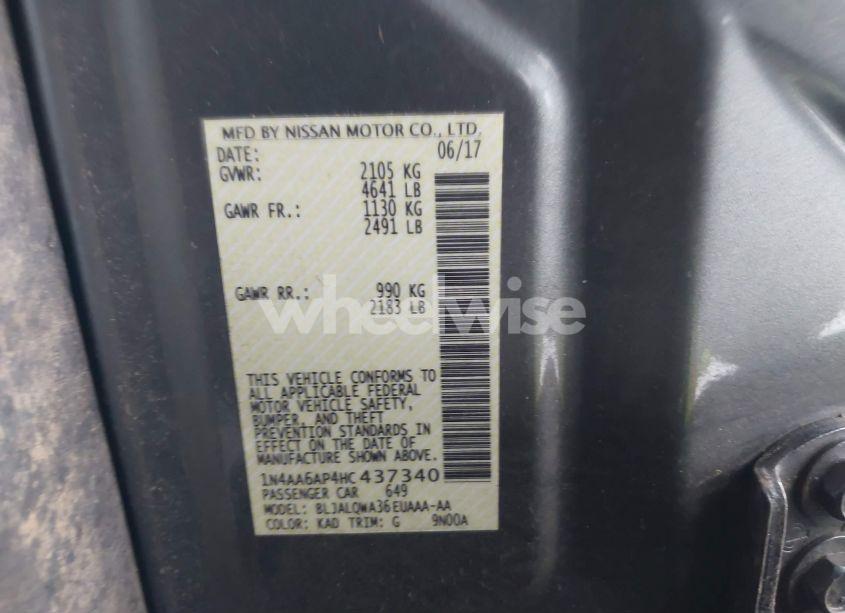 MFD BY NISSAN MOTOR CO., LTD.
DATE: 06/17
GVWR: 2105 KG
4641 LB
GAWR FR.: 1130 KG
2491 LB
GAWR RR.: 990 KG
2183 LB
wheelwise
THIS VEHICLE CONFORMS TO
ALL APPLICABLE FEDERAL
MOTOR VEHICLE SAFETY,
BUMPER, AND THEFT
PREVENTION STANDARDS IN
EFFECT ON THE DATE OF
MANUFACTURE SHOWN ABOVE.
1N4AA6AP4HC437340
PASSENGER CAR 649
MODEL: BLJALQWA36EUAAA-AA
COLOR: KAD TRIM: G 9N00A